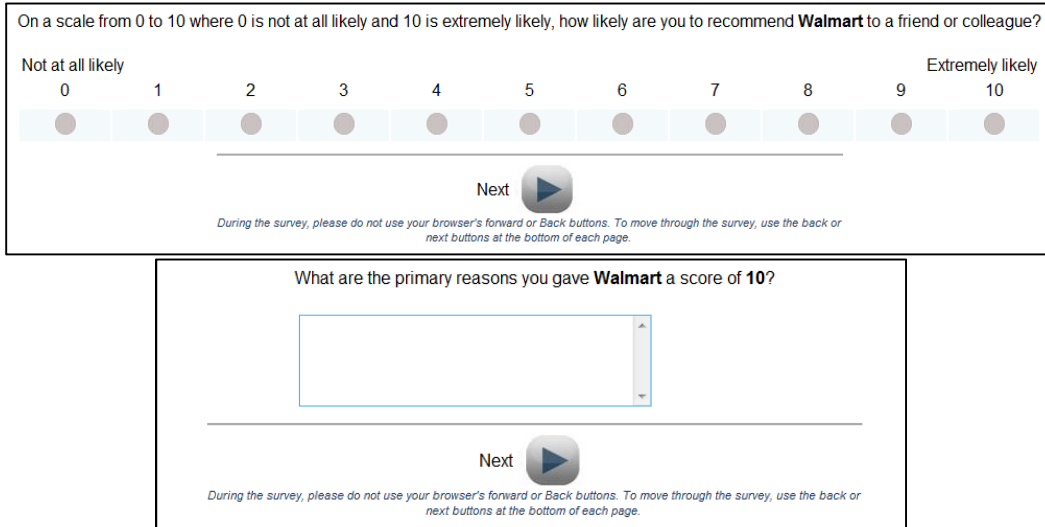 On a scale from 0 to 10 where 0 is not at all likely and 10 is extremely likely, how likely are you to recommend Walmart to a friend or colleague?
Not at all likely Extremely likely
0 1 2 3 4 5 6 7 8 9 10
Next
During the survey, please do not use your browser's forward or Back buttons. To move through the survey, use the back or
next buttons at the bottom of each page.
What are the primary reasons you gave Walmart a score of 10?
Next
During the survey, please do not use your browser's forward or Back buttons. To move through the survey, use the back or
next buttons at the bottom of each page.